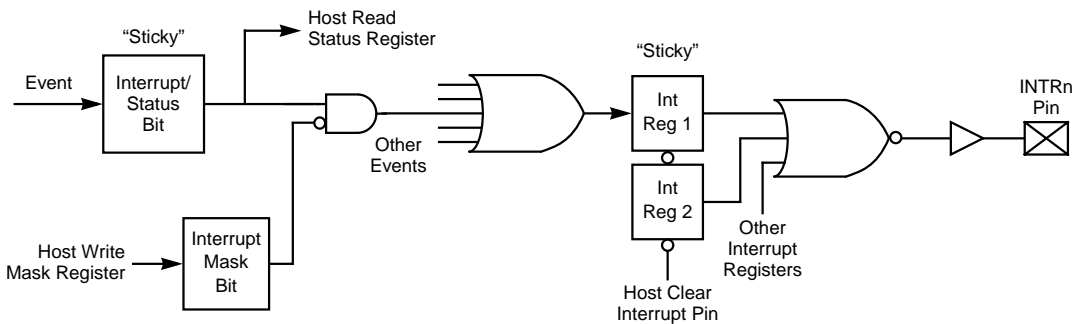 Host Read
Status Register
“Sticky”
Event
Interrupt/
Status
Bit
Other
Events
“Sticky”
Int
Reg 1
Int
Reg 2
INTRn
Pin
Host Write
Mask Register
Interrupt
Mask
Bit
Host Clear
Interrupt Pin
Other
Interrupt
Registers